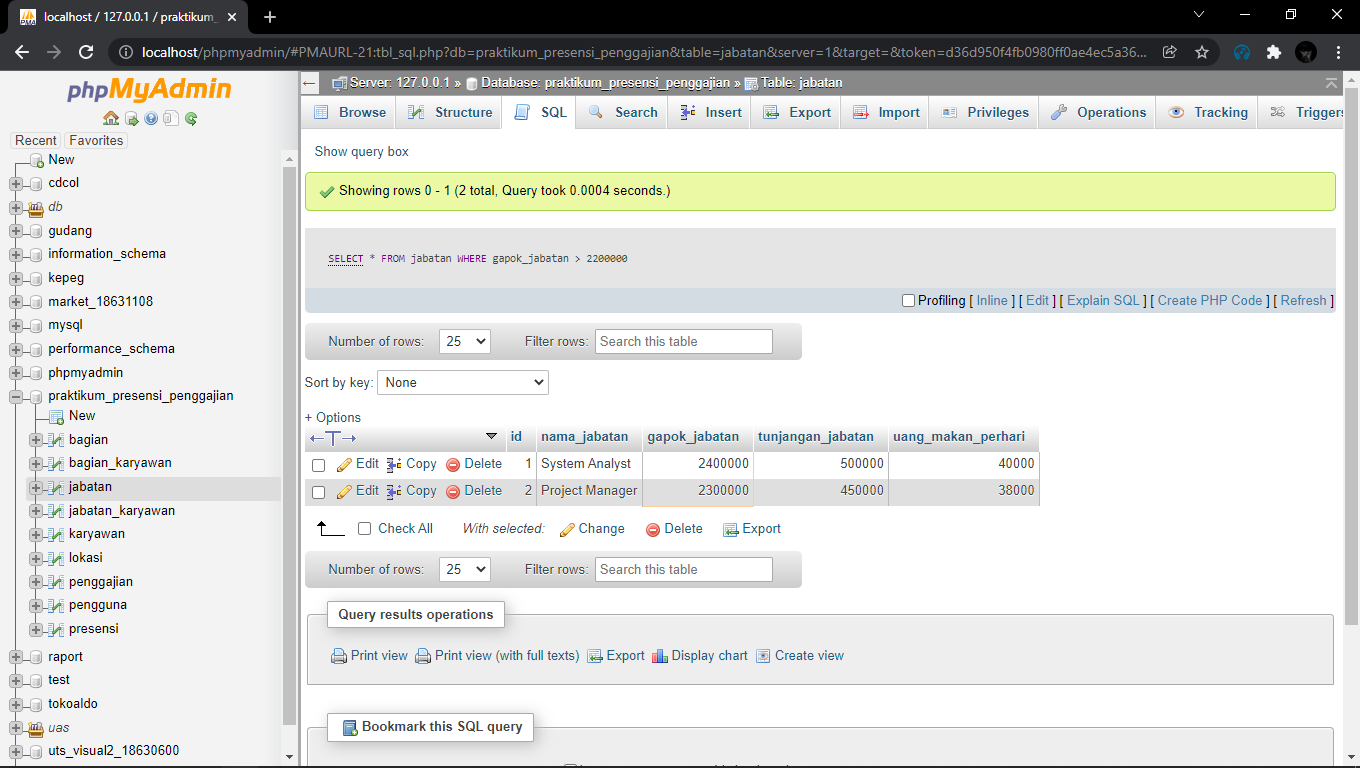 localhost / 127.0.0.1 / praktikum_
localhost/phpmyadmin/#PMAURL-21:tbl_sql.php?db=praktikum_presensi_penggajian&table=jabatan&server=1&target=&token=d36d950f4fb0980ff0ae4ec5a36...
phpMyAdmin
Recent Favorites
New
cdcol
db
gudang
information_schema
kepeg
market_18631108
mysql
performance_schema
phpmyadmin
praktikum_presensi_penggajian
New
bagian
bagian_karyawan
jabatan
jabatan_karyawan
karyawan
lokasi
penggajian
pengguna
presensi
raport
test
tokoaldo
uas
uts_visual2_18630600
Server: 127.0.0.1 » Database: praktikum_presensi_penggajian » Table: jabatan
Browse Structure SQL Search Insert Export Import Privileges Operations Tracking Triggers
Show query box
Showing rows 0 - 1 (2 total, Query took 0.0004 seconds.)
SELECT * FROM jabatan WHERE gapok_jabatan > 2200000
Profiling [ Inline ] [ Edit ] [ Explain SQL ] [ Create PHP Code ] [ Refresh ]
Number of rows: 25 Filter rows: Search this table
Sort by key: None
+ Options
←T→ id nama_jabatan gapok_jabatan tunjangan_jabatan uang_makan_perhari
Edit Copy Delete 1 System Analyst 2400000 500000 40000
Edit Copy Delete 2 Project Manager 2300000 450000 38000
Check All With selected: Change Delete Export
Number of rows: 25 Filter rows: Search this table
Query results operations
Print view Print view (with full texts) Export Display chart Create view
Bookmark this SQL query